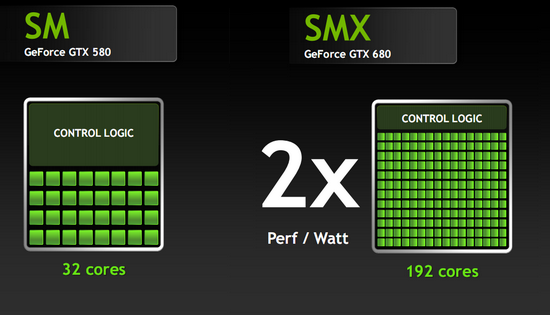 SM
GeForce GTX 580
CONTROL LOGIC
32 cores
SMX
GeForce GTX 680
2x
Perf / Watt
CONTROL LOGIC
192 cores